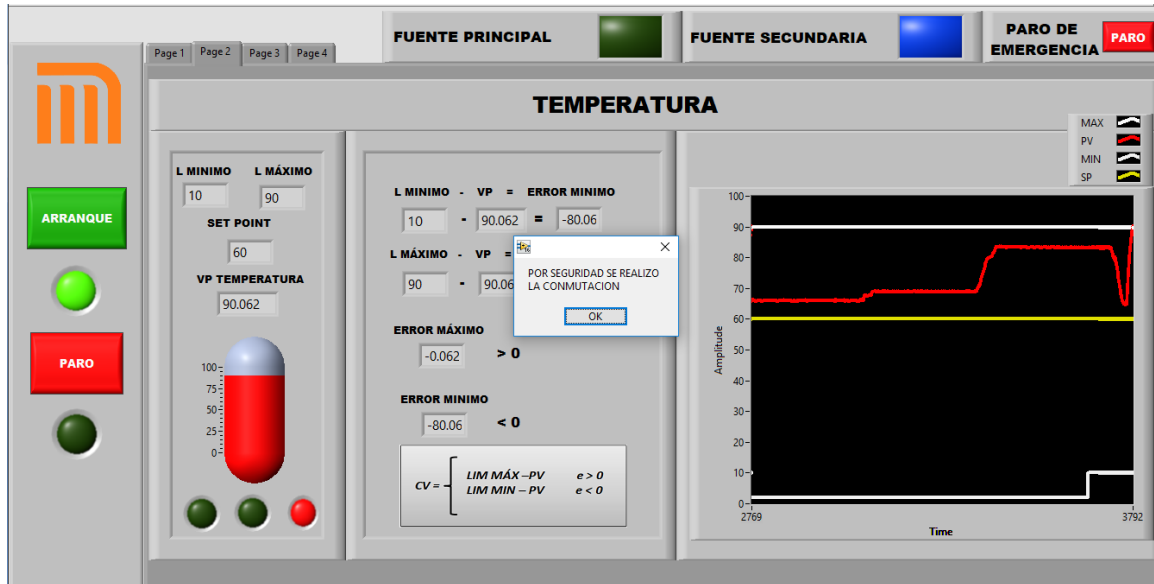 FUENTE PRINCIPAL
FUENTE SECUNDARIA
PARO DE
EMERGENCIA
PARO
Page 1
Page 2
Page 3
Page 4
TEMPERATURA
ARRANQUE
PARO
L MINIMO L MÁXIMO
10 90
SET POINT
60
VP TEMPERATURA
90.062
100
75
50
25
0
L MINIMO - VP = ERROR MINIMO
10 - 90.062 = -80.06
L MÁXIMO - VP =
90 - 90.06
ERROR MÁXIMO
-0.062 > 0
ERROR MINIMO
-80.06 < 0
CV =
LIM MÁX –PV e > 0
LIM MIN – PV e < 0
POR SEGURIDAD SE REALIZO
LA CONMUTACION
OK
MAX
PV
MIN
SP
Amplitude
100
90
80
70
60
50
40
30
20
10
0
2769 3792
Time